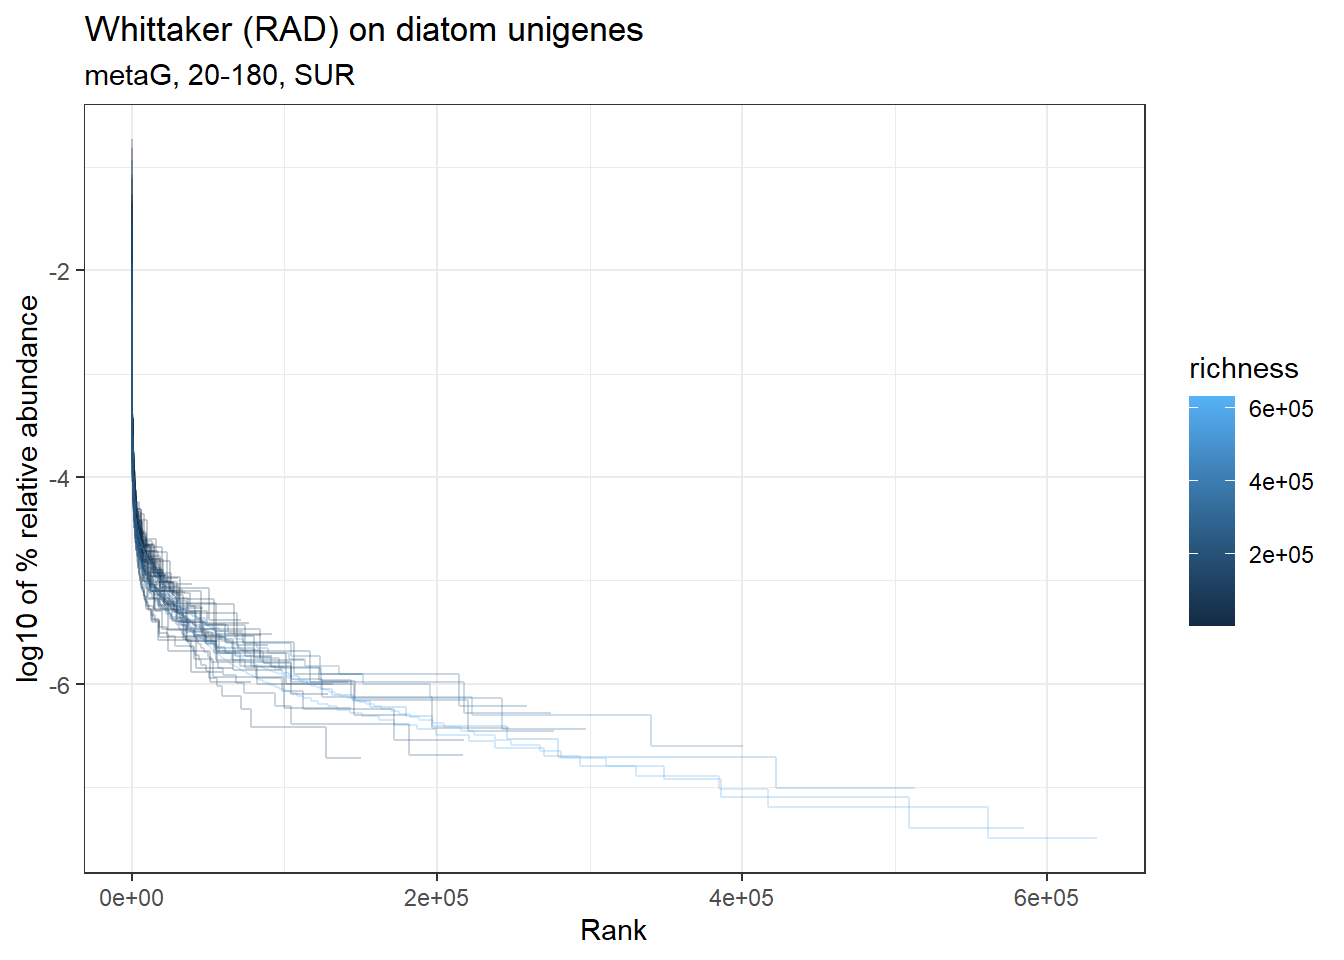 Whittaker (RAD) on diatom unigenes
metaG, 20-180, SUR
log10 of % relative abundance
-2
-4
-6
0e+00
2e+05
4e+05
6e+05
Rank
richness
6e+05
4e+05
2e+05